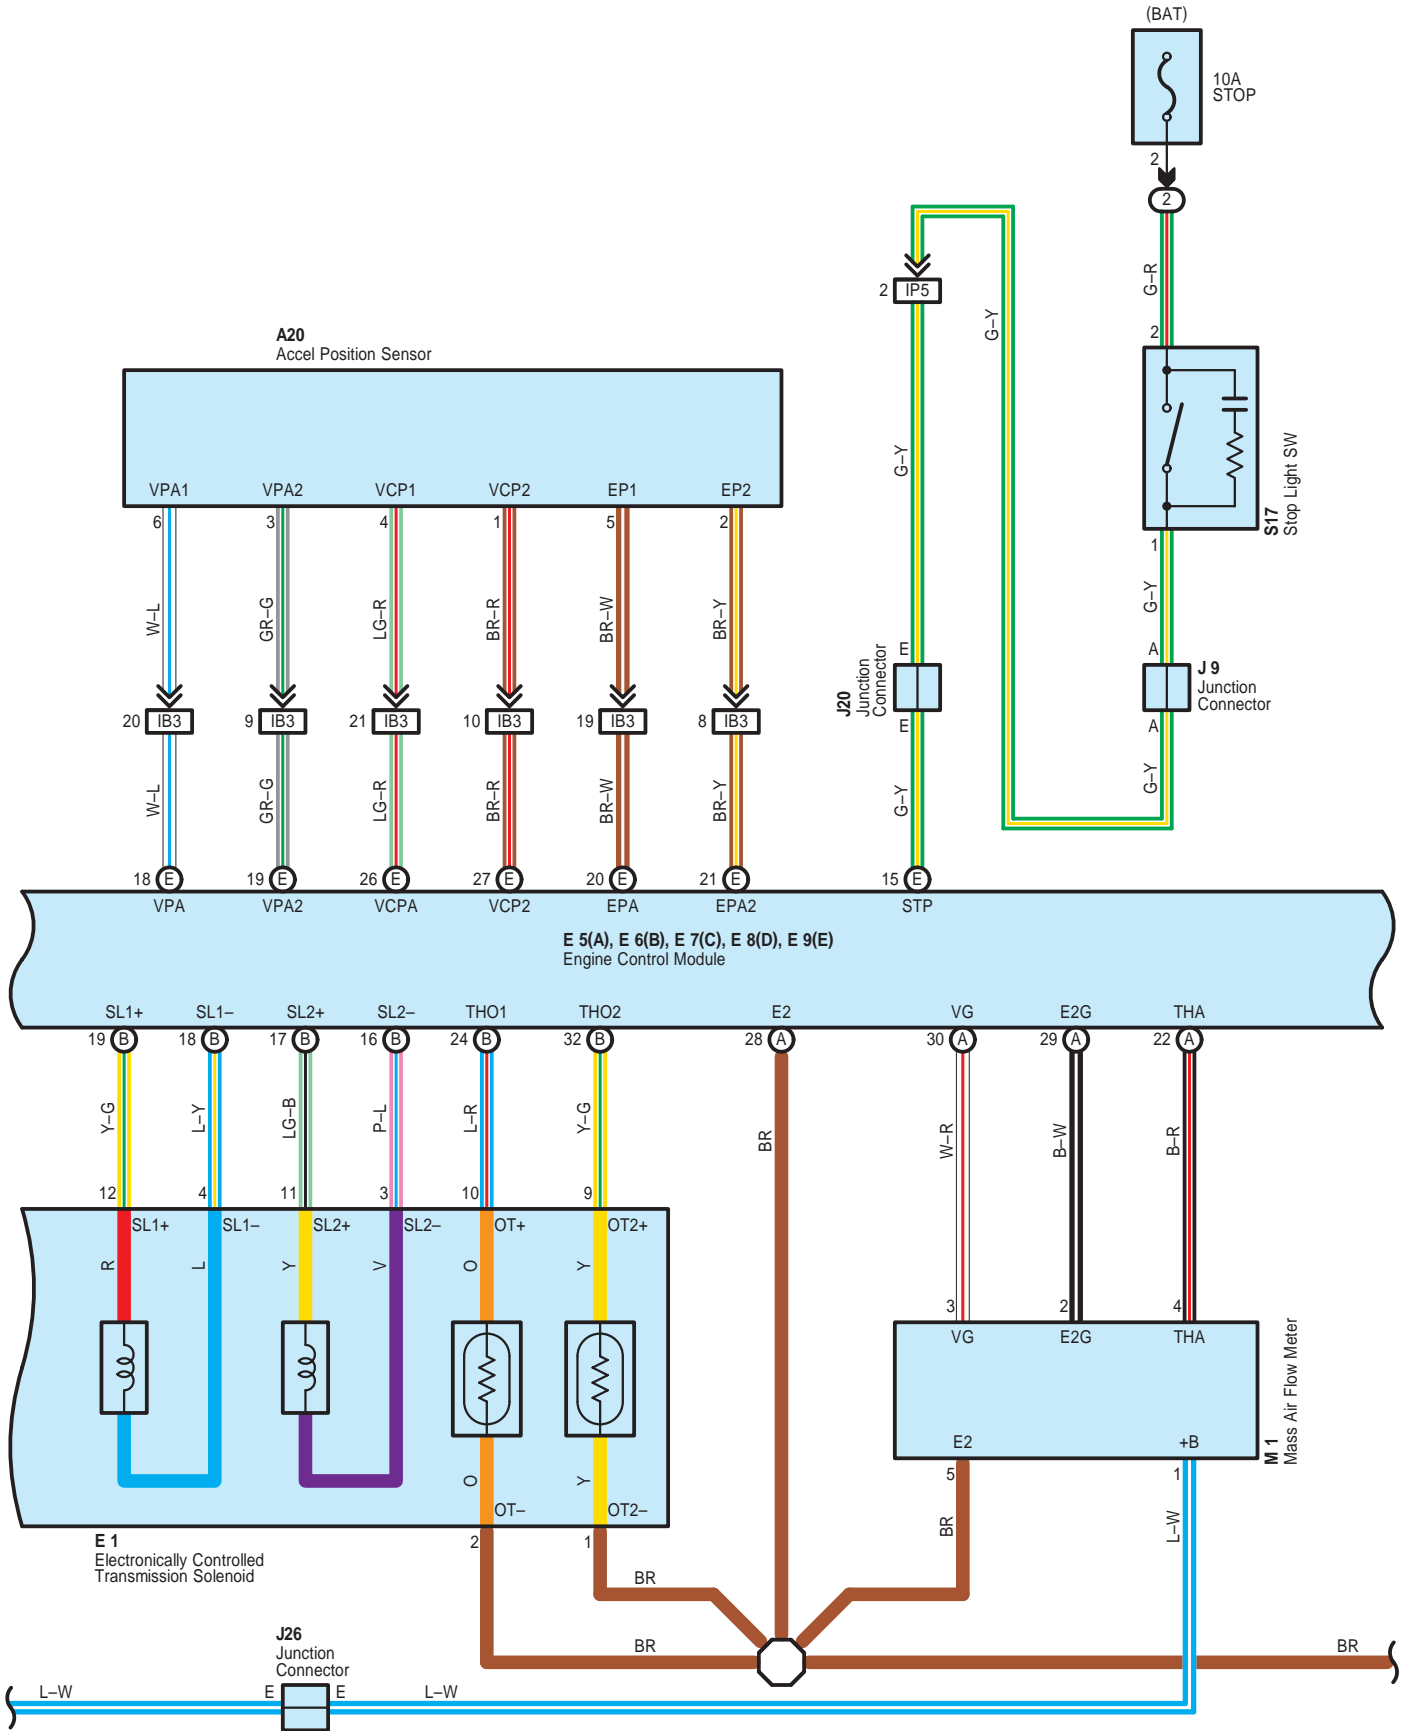 (BAT)
10A
STOP
2
2
G–R
2
S17
Stop Light SW
1
G–Y
A
J 9
Junction
Connector
A
G–Y
G–Y
2 IP5
G–Y
E
J20
Junction
Connector
E
G–Y
A20
Accel Position Sensor
VPA1 VPA2 VCP1 VCP2 EP1 EP2
6 3 4 1 5 2
W–L GR–G LG–R BR–R BR–W BR–Y
20 IB3 9 IB3 21 IB3 10 IB3 19 IB3 8 IB3
W–L GR–G LG–R BR–R BR–W BR–Y
18 E 19 E 26 E 27 E 20 E 21 E 15 E
VPA VPA2 VCPA VCP2 EPA EPA2 STP
E 5(A), E 6(B), E 7(C), E 8(D), E 9(E)
Engine Control Module
SL1+ SL1– SL2+ SL2– THO1 THO2 E2 VG E2G THA
19 B 18 B 17 B 16 B 24 B 32 B 28 A 30 A 29 A 22 A
Y–G L–Y LG–B P–L L–R Y–G BR W–R B–W B–R
12 4 11 3 10 9
SL1+ SL1– SL2+ SL2– OT+ OT2+
R L Y V O Y
3 2 4
VG E2G THA
M 1
Mass Air Flow Meter
E2 +B
5 1
O Y
OT– OT2–
2 1
BR L–W
E 1
Electronically Controlled
Transmission Solenoid
BR
BR BR
J26
Junction
Connector
L–W E E L–W